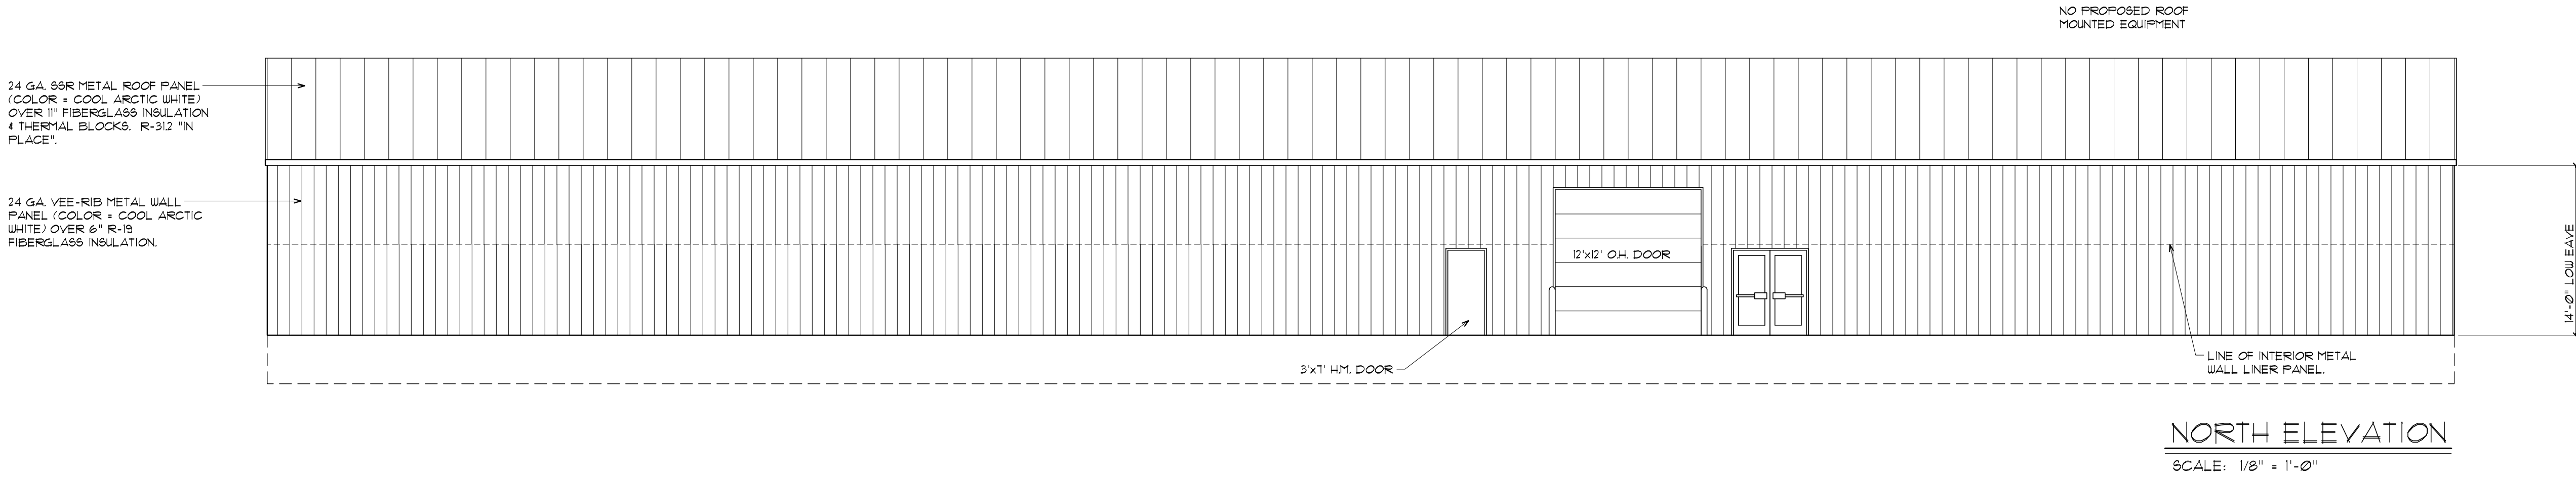 NO PROPOSED ROOF
MOUNTED EQUIPMENT
24 GA. SSR METAL ROOF PANEL
(COLOR = COOL ARCTIC WHITE)
OVER 11" FIBERGLASS INSULATION
& THERMAL BLOCKS. R-31.2 "IN
PLACE".
24 GA. VEE-RIB METAL WALL
PANEL (COLOR = COOL ARCTIC
WHITE) OVER 6" R-19
FIBERGLASS INSULATION.
12'x12' O.H. DOOR
14'-0" LOW EAVE
3'x7' H.M. DOOR
LINE OF INTERIOR METAL
WALL LINER PANEL.
NORTH ELEVATION
SCALE: 1/8" = 1'-0"